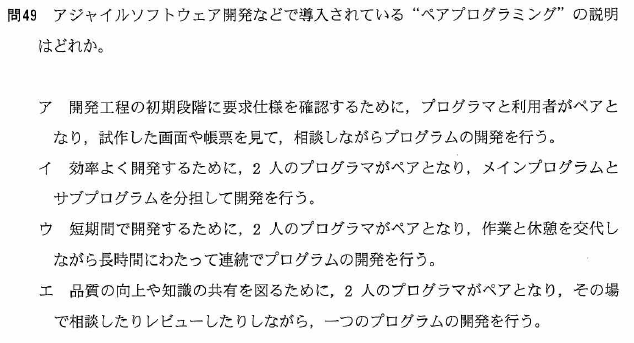 問49 アジャイルソフトウェア開発などで導入されている“ペアプログラミング”の説明
はどれか。
ア 開発工程の初期段階に要求仕様を確認するために，プログラマと利用者がペアと
なり，試作した画面や帳票を見て，相談しながらプログラムの開発を行う。
イ 効率よく開発するために，2 人のプログラマがペアとなり，メインプログラムと
サブプログラムを分担して開発を行う。
ウ 短期間で開発するために，2 人のプログラマがペアとなり，作業と休憩を交代し
ながら長時間にわたって連続でプログラムの開発を行う。
エ 品質の向上や知識の共有を図るために，2 人のプログラマがペアとなり，その場
で相談したりレビューしたりしながら，一つのプログラムの開発を行う。